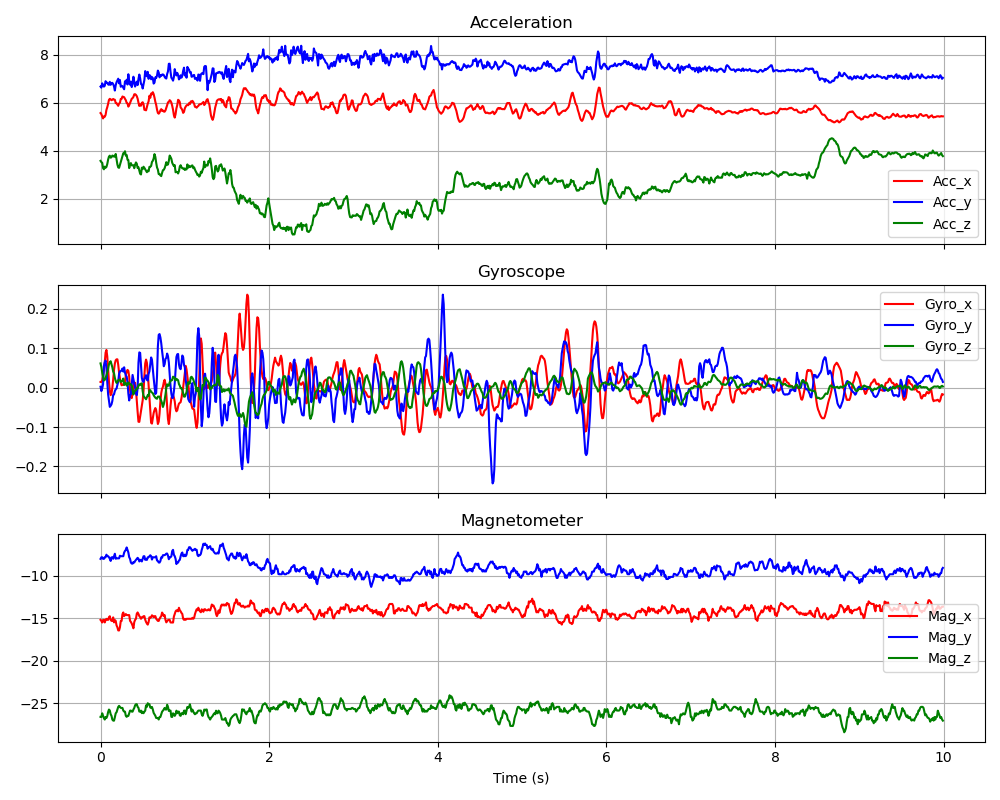 Acceleration
8
6
4
2
Acc_x
Acc_y
Acc_z
Gyroscope
0.2
0.1
0.0
−0.1
−0.2
Gyro_x
Gyro_y
Gyro_z
Magnetometer
−10
−15
−20
−25
Mag_x
Mag_y
Mag_z
0 2 4 6 8 10
Time (s)